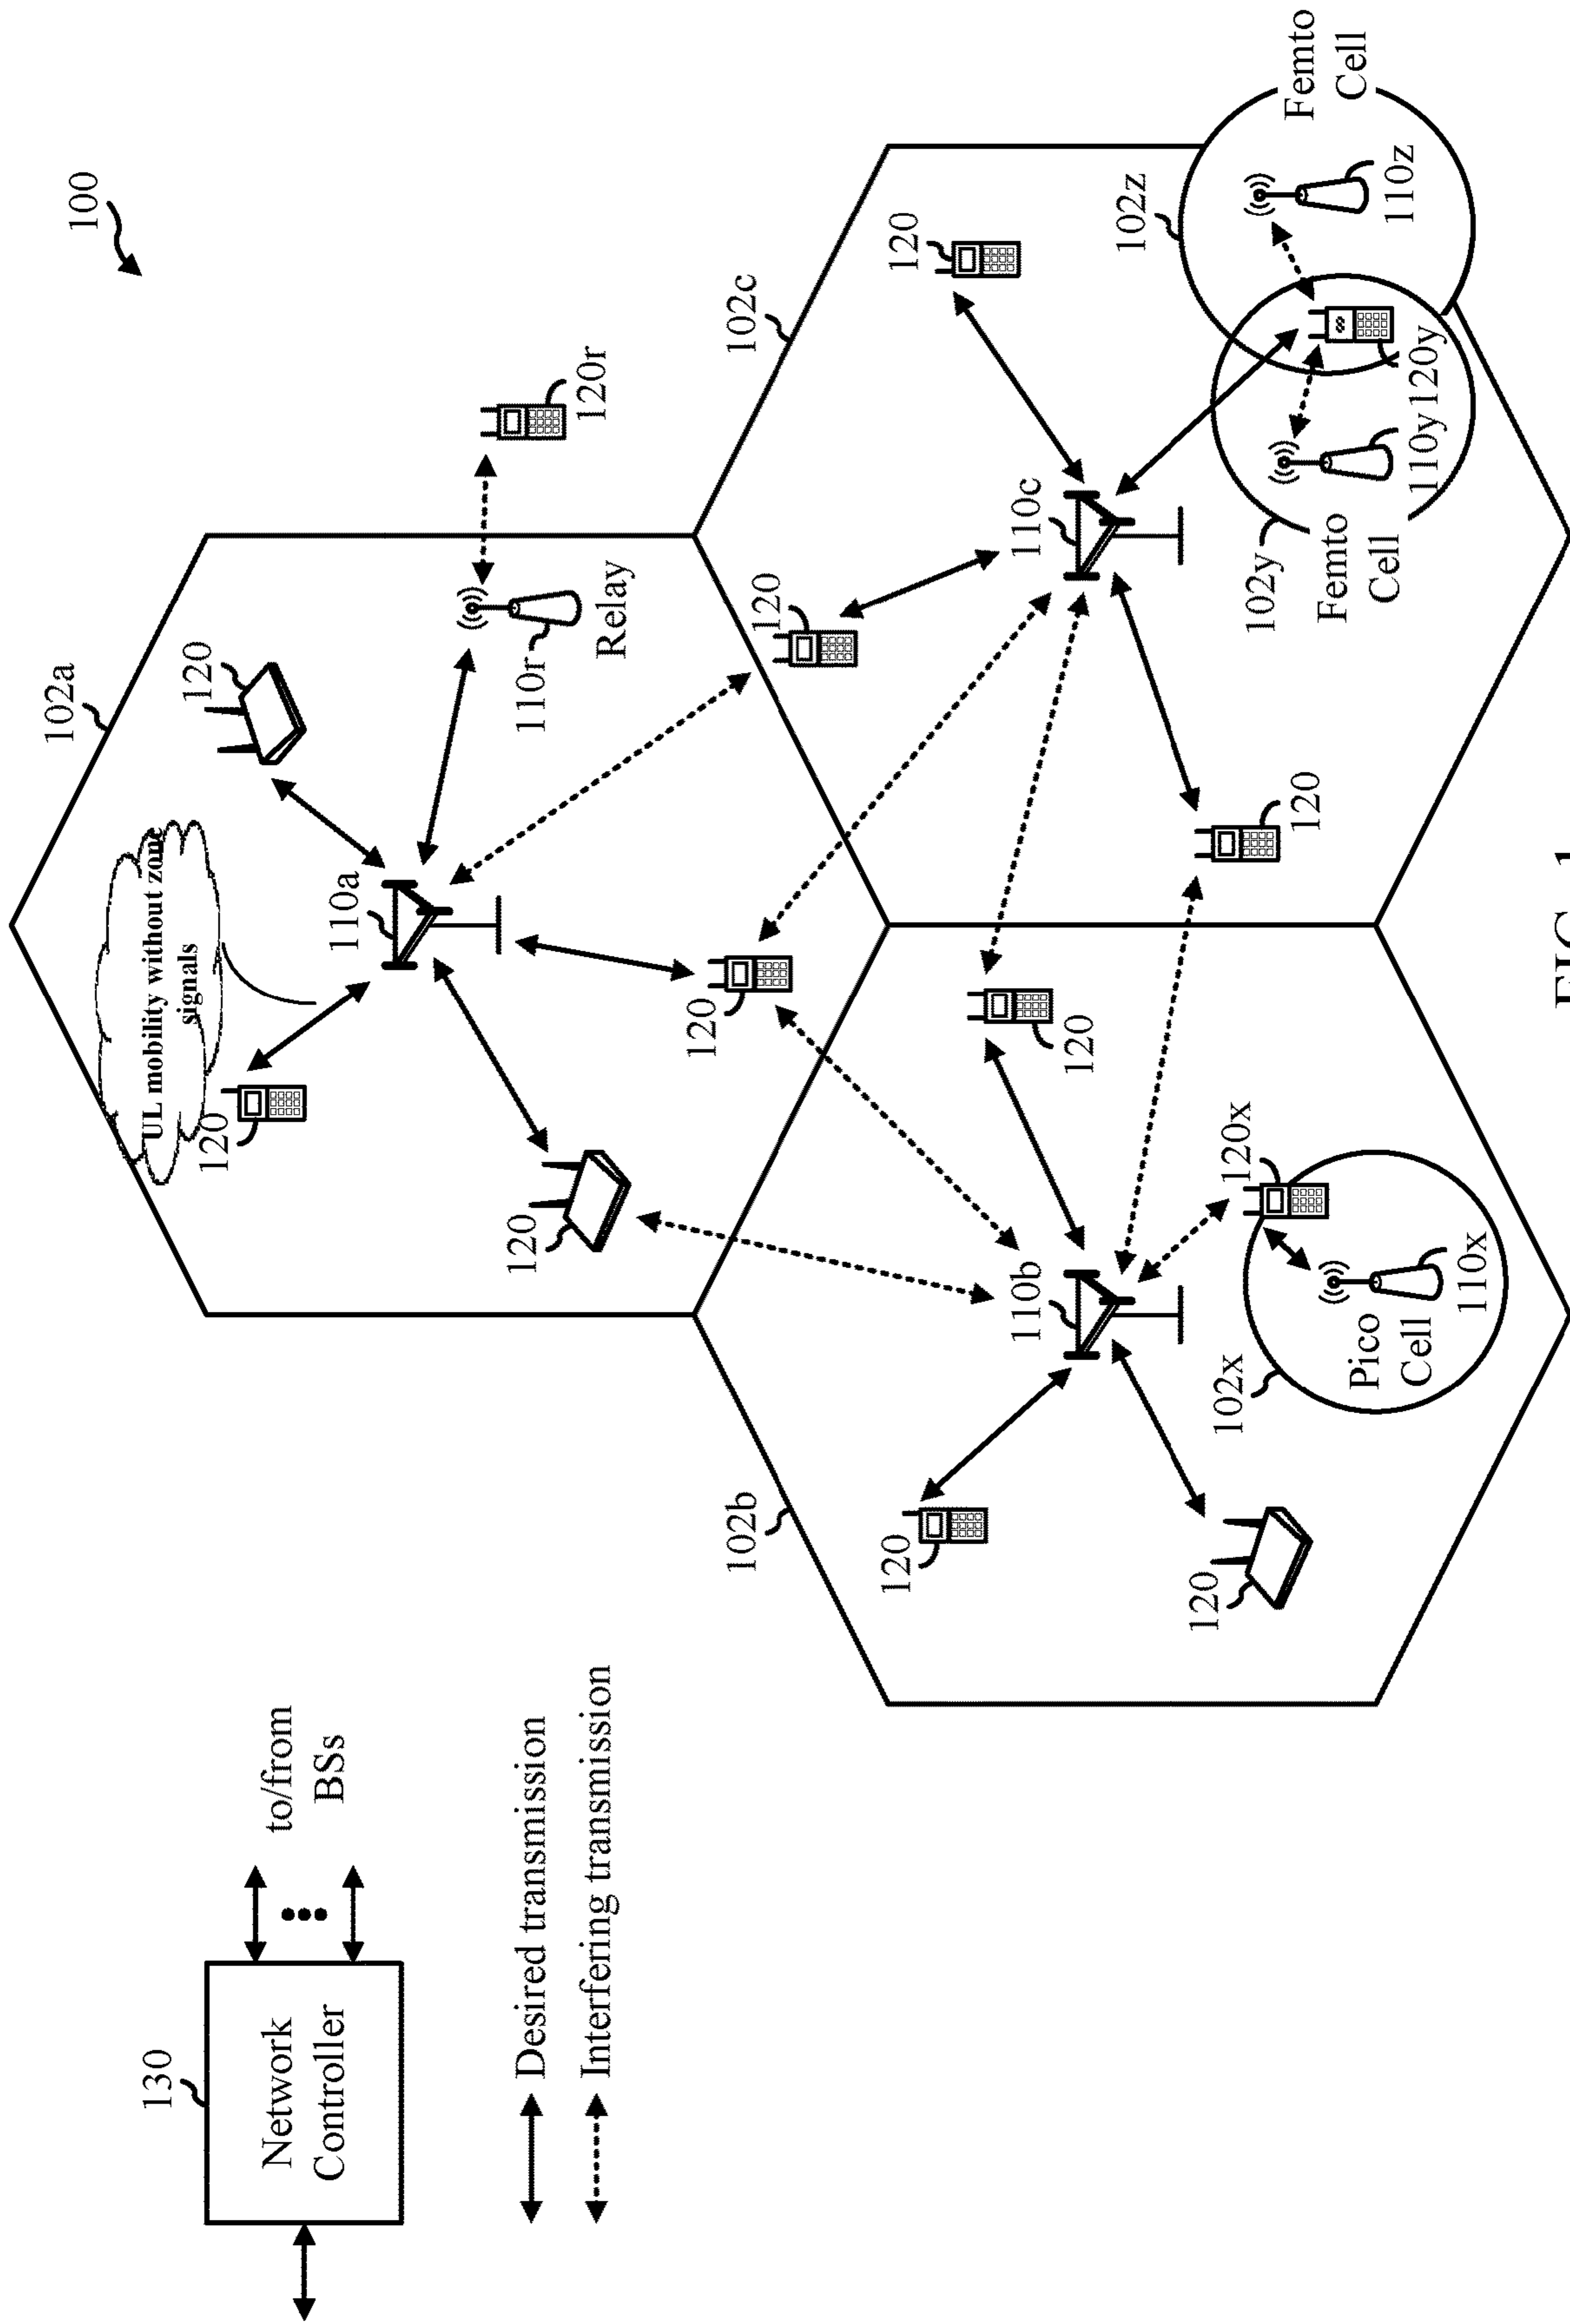 100
130
Network
Controller
to/from
BSs
Desired transmission
Interfering transmission
102a
UL mobility without zone
signals
120
120
110a
120
120
110r
Relay
120r
102b
120
120
110b
120
102x
Pico
Cell
110x
120x
102c
120
120
110c
120
102y
Femto
Cell
110y
120y
102z
110z
Femto
Cell
FIG. 1